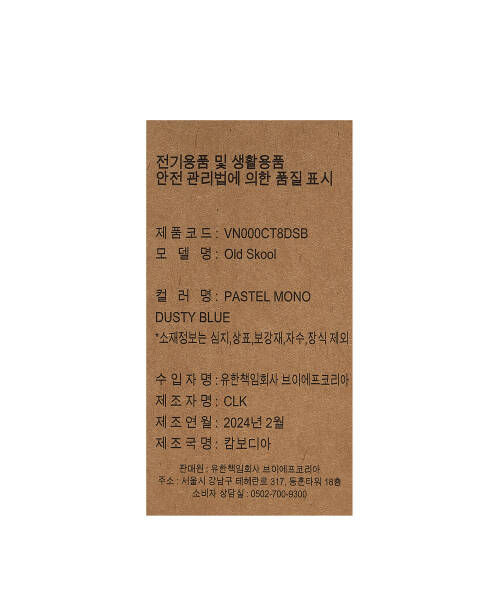 전기용품 및 생활용품
안전 관리법에 의한 품질 표시
제품코드: VN000CT8DSB
모 델 명: Old Skool
컬 러 명: PASTEL MONO
DUSTY BLUE
*소재정보는 심지,상표,보강재,자수,장식 제외
수입자명:유한책임회사 브이에프코리아
제조자명: CLK
제조연월: 2024년 2월
제조국명: 캄보디아
판매원 : 유한책임회사 브이에프코리아
주소 : 서울시 강남구 테헤란로 317, 동훈타워 18층
소비자 상담실 : 0502-700-9300